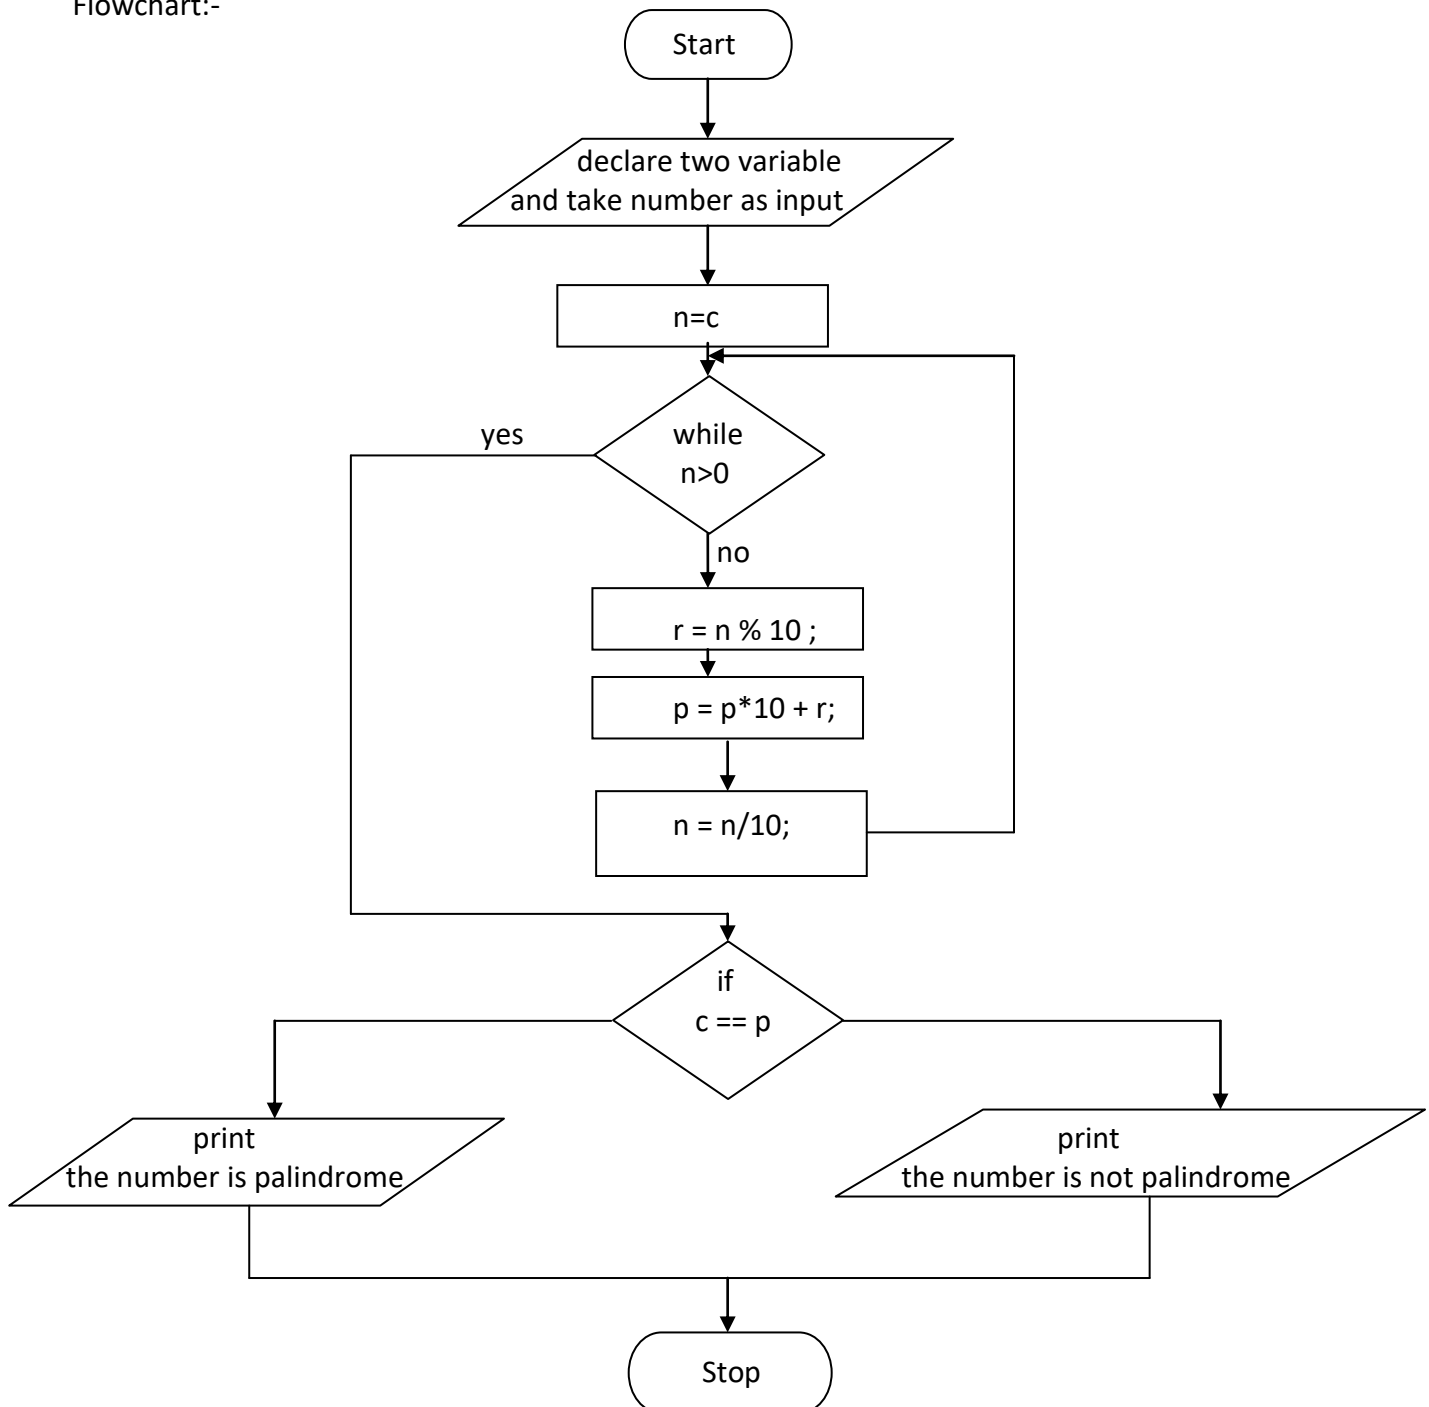 Flowchart:-
Start
declare two variable
and take number as input
n=c
yes
while
n>0
no
r = n % 10 ;
p = p*10 + r;
n = n/10;
if
c == p
print
the number is palindrome
print
the number is not palindrome
Stop